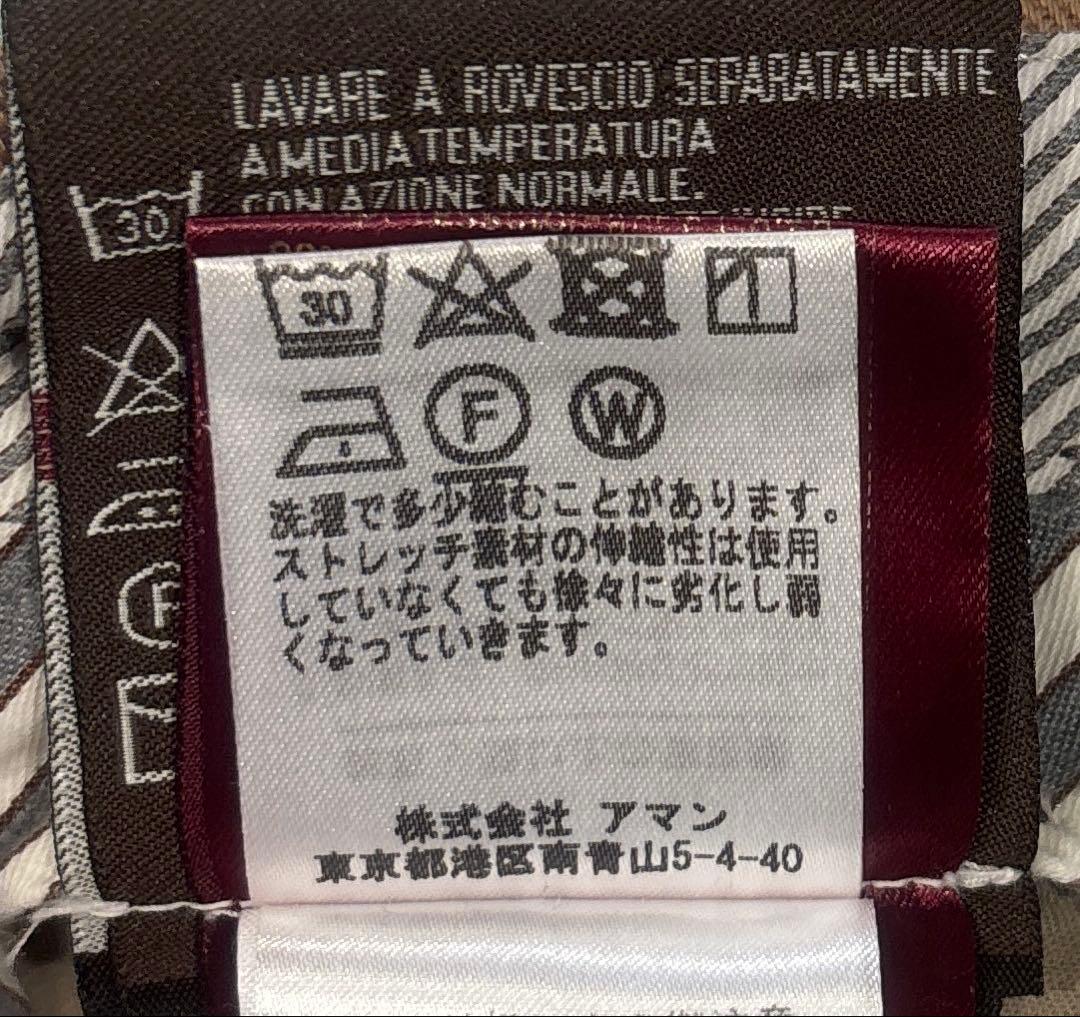 LAVARE A ROVESCIO SEPARATAMENTE
A MEDIA TEMPERATURA
CON AZIONE NORMALE.
30
30
F
W
F
洗濯で多少縮むことがあります。
ストレッチ素材の伸縮性は使用
していなくても徐々に劣化し弱
くなっていきます。
株式会社 アマン
東京都港区南青山5-4-40